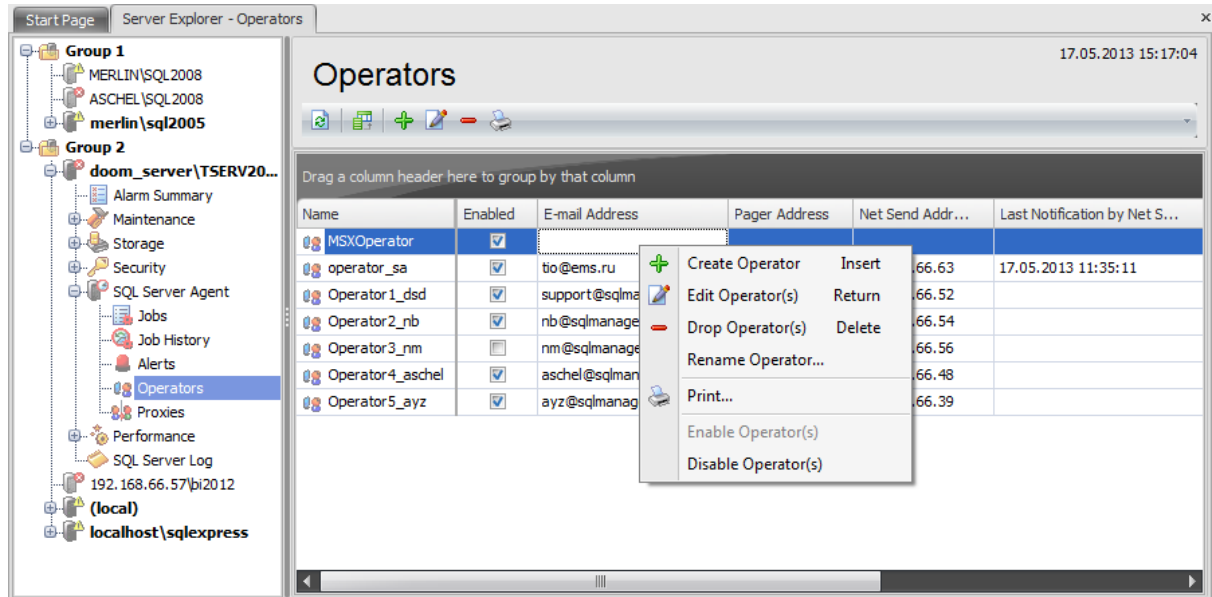 Start Page
Server Explorer - Operators
Group 1
MERLIN\SQL2008
ASCHEL\SQL2008
merlin\sql2005
Group 2
doom_server\TSERV20...
Alarm Summary
Maintenance
Storage
Security
SQL Server Agent
Jobs
Job History
Alerts
Operators
Proxies
Performance
SQL Server Log
192.168.66.57\bi2012
(local)
localhost\sqlexpress
17.05.2013 15:17:04
Operators
Drag a column header here to group by that column
Name Enabled E-mail Address Pager Address Net Send Addr... Last Notification by Net S...
MSXOperator
operator_sa tio@ems.ru .66.63 17.05.2013 11:35:11
Operator1_dsd support@sqlma .66.52
Operator2_nb nb@sqlmanage .66.54
Operator3_nm nm@sqlmanage .66.56
Operator4_aschel aschel@sqlman .66.48
Operator5_ayz ayz@sqlmanag .66.39
Create Operator Insert
Edit Operator(s) Return
Drop Operator(s) Delete
Rename Operator...
Print...
Enable Operator(s)
Disable Operator(s)